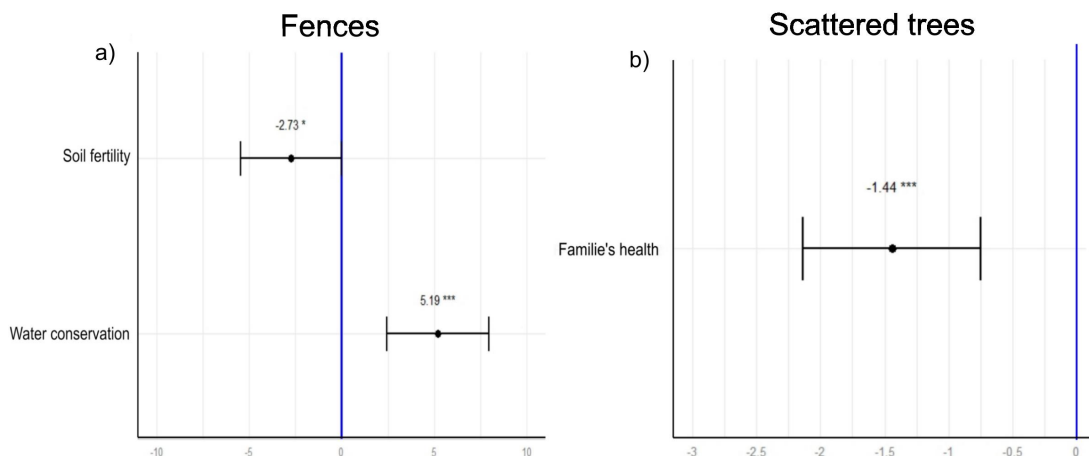 Fences
a)
-2.73 *
Soil fertility
5.19 ***
Water conservation
-10 -5 0 5 10
Scattered trees
b)
-1.44 ***
Familie's health
-3 -2.5 -2 -1.5 -1 -0.5 0